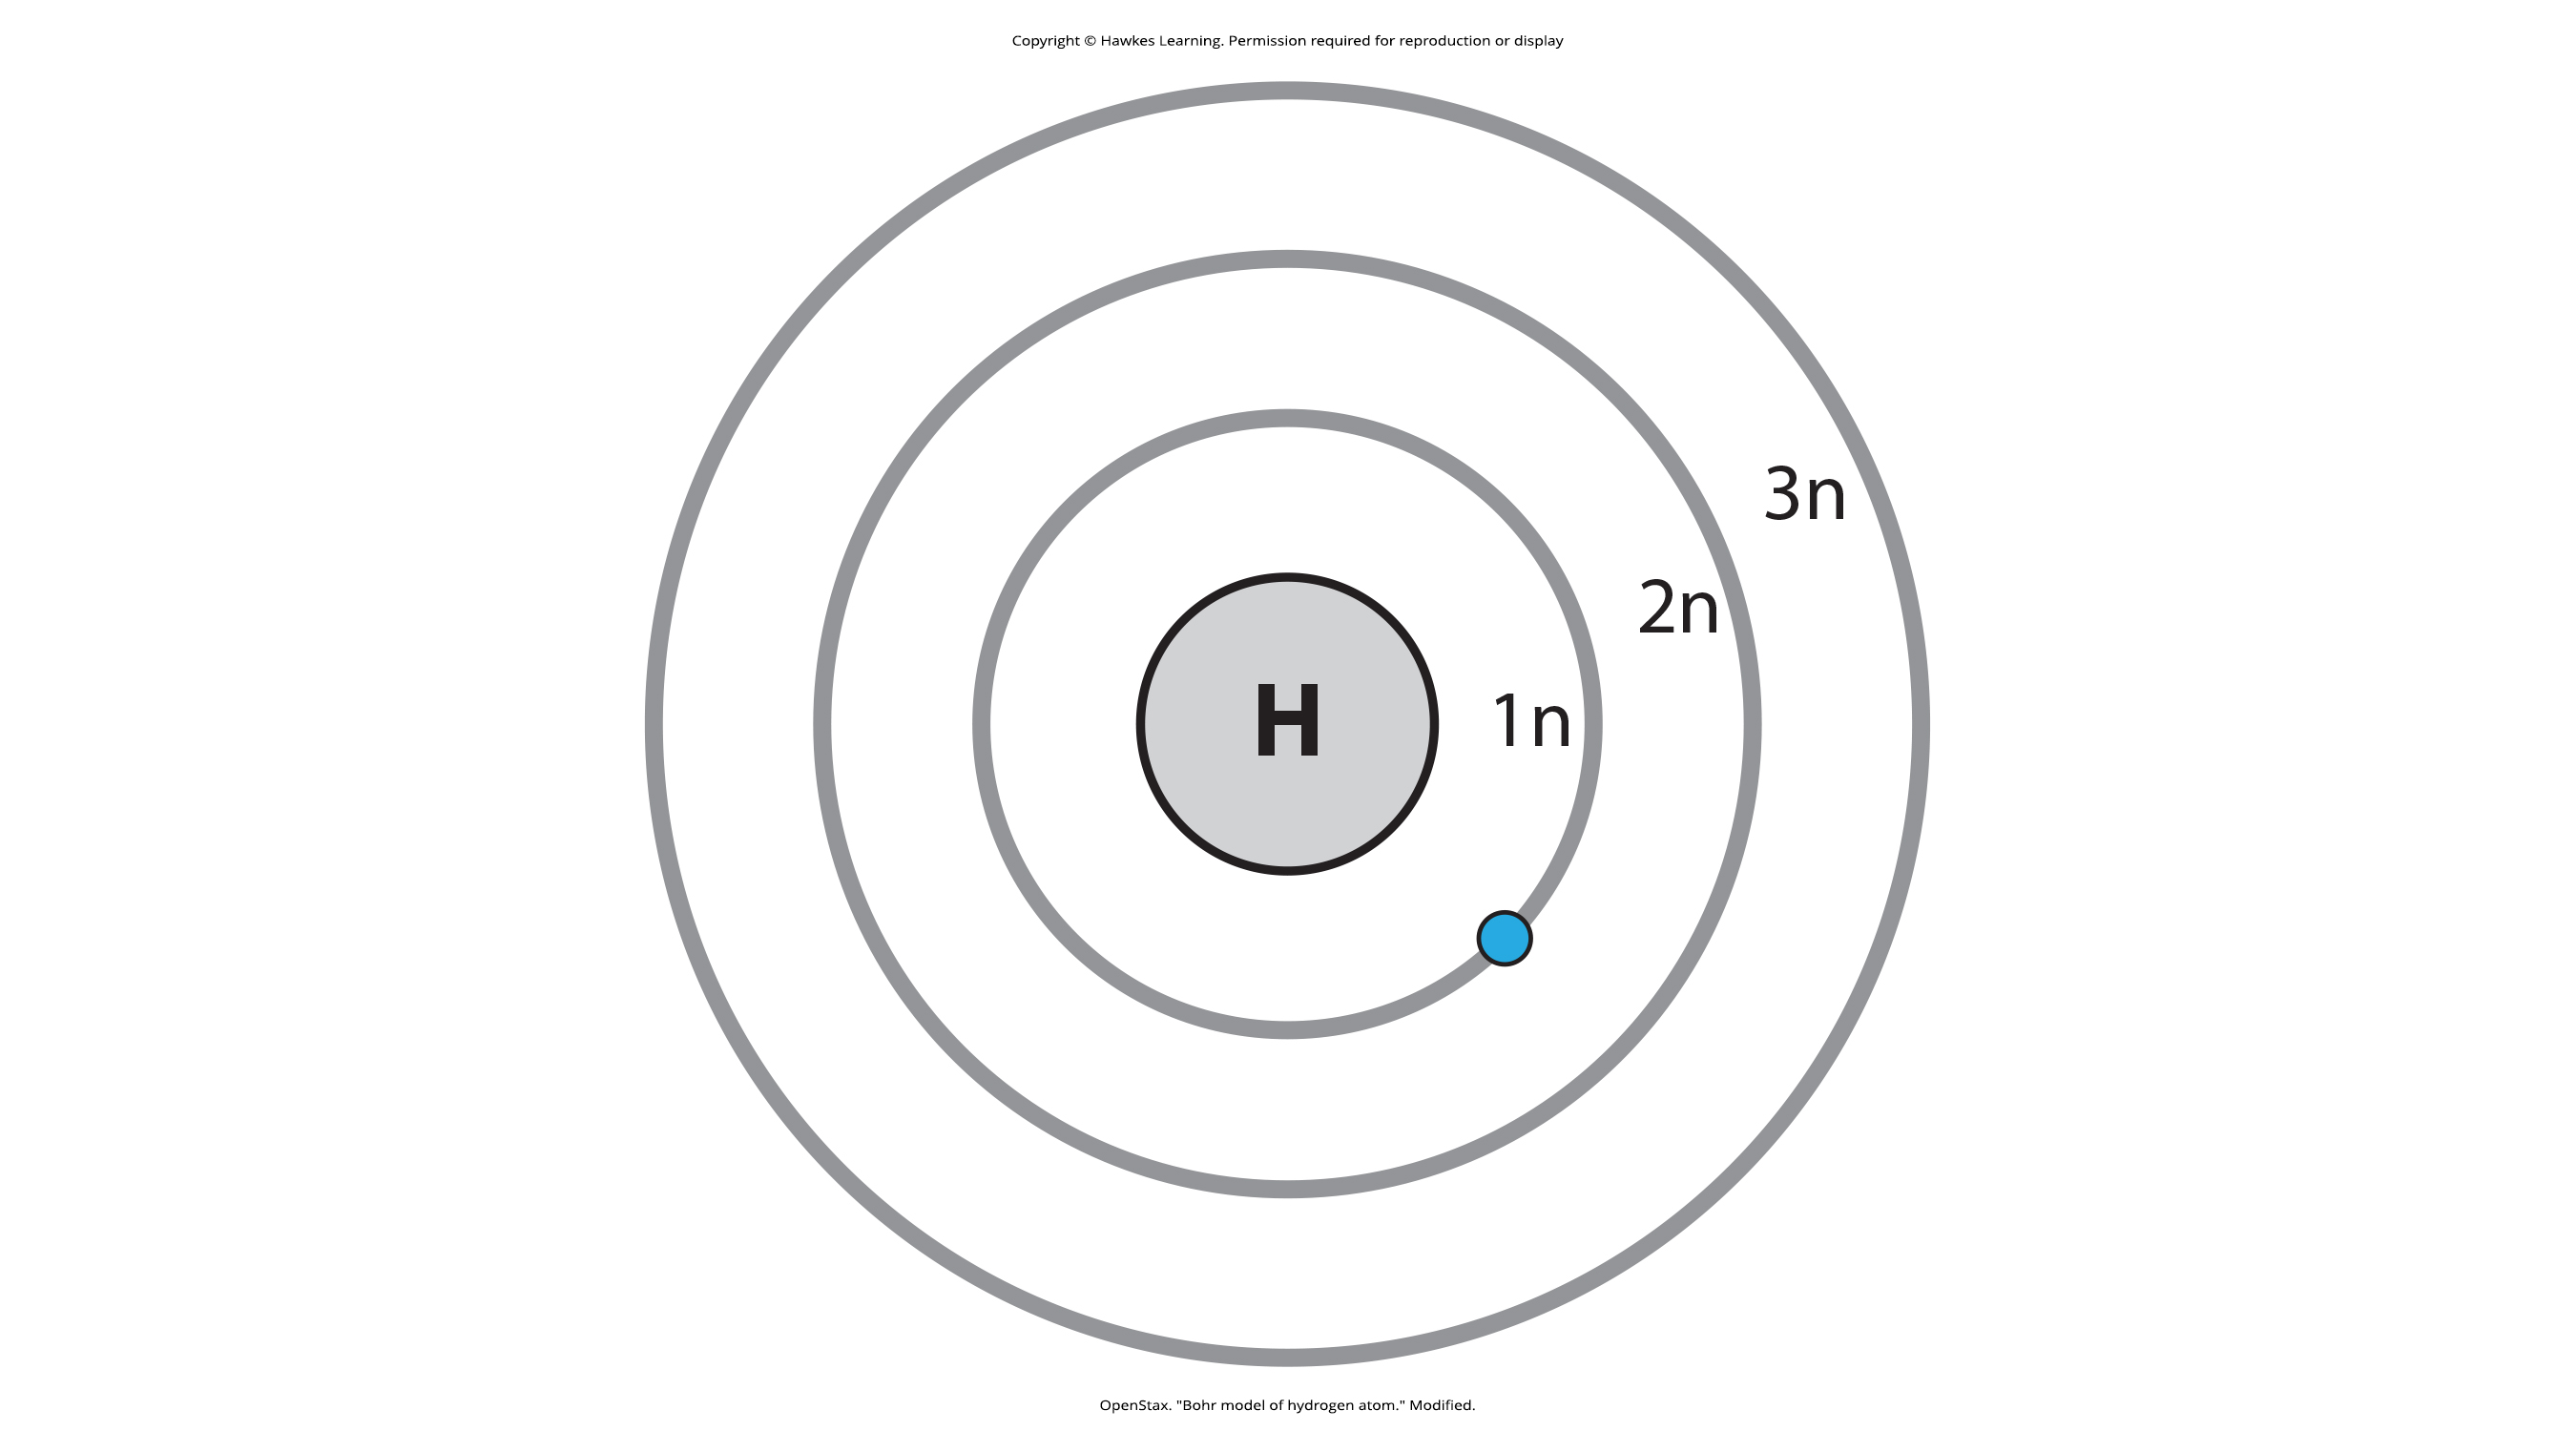 Copyright © Hawkes Learning. Permission required for reproduction or display
3n
2n
1n
H
OpenStax. "Bohr model of hydrogen atom." Modified.